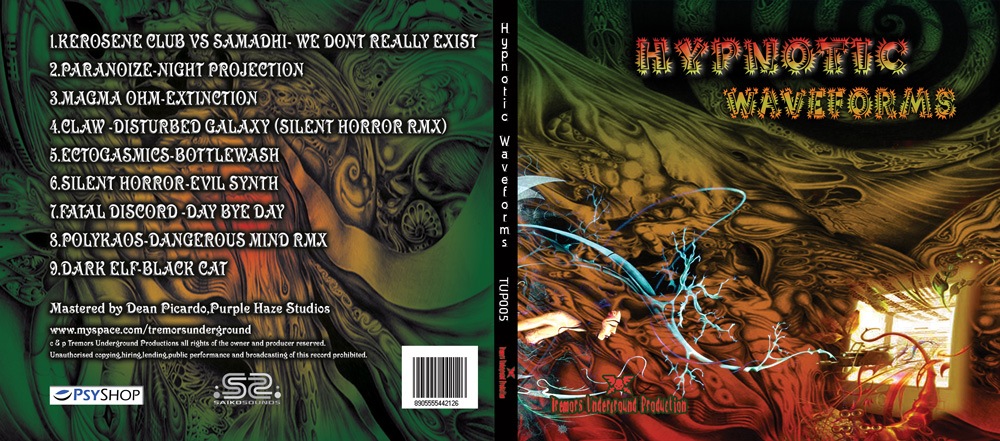 1.KEROSENE CLUB VS SAMADHI- WE DONT REALLY EXIST
2.PARANOIZE-NIGHT PROJECTION
3.MAGMA OHM-EXTINCTION
4.CLAW -DISTURBED GALAXY (SILENT HORROR RMX)
5.ECTOGASMICS-BOTTLEWASH
6.SILENT HORROR-EVIL SYNTH
7.FATAL DISCORD -DAY BYE DAY
8.POLYKAOS-DANGEROUS MIND RMX
9.DARK ELF-BLACK CAT
Mastered by Dean Picardo,Purple Haze Studios
www.myspace.com/tremorsunderground
c & p Tremors Underground Productions all rights of the owner and producer reserved.
Unauthorised copying,hiring,lending,public performance and broadcasting of this record prohibited.
PSYSHOP
.:S2:.
SAIKOSOUNDS
8905555442126
Hypnotic Waveforms TUP005
Tremors Underground Production
HYPNOTIC
WAVEFORMS
Tremors Underground Production